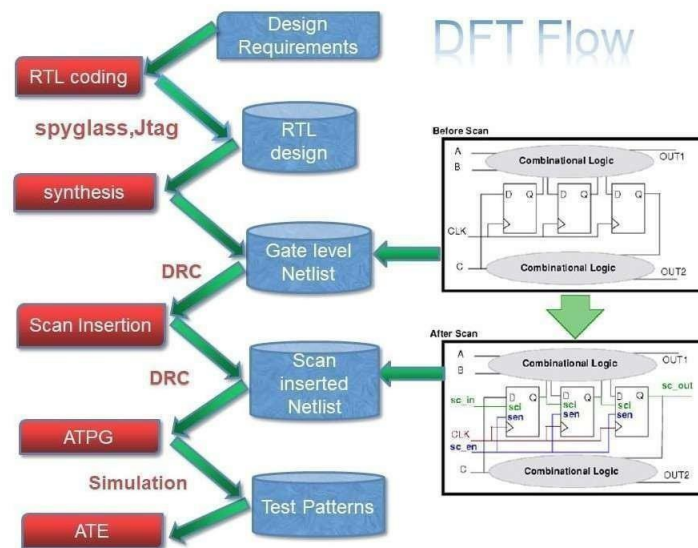 DFT Flow
Design
Requirements
RTL coding
spyglass,Jtag
RTL
design
synthesis
Gate level
Netlist
DRC
Scan Insertion
DRC
Scan
inserted
Netlist
ATPG
Simulation
Test Patterns
ATE
Before Scan
A
B
Combinational Logic
OUT1
D Q
D Q
D Q
CLK
C
Combinational Logic
OUT2
After Scan
A
B
Combinational Logic
OUT1
sc_in
sc_out
D Q
D Q
D Q
sci
sci
sci
sen
sen
sen
CLK
sc_en
C
Combinational Logic
OUT2